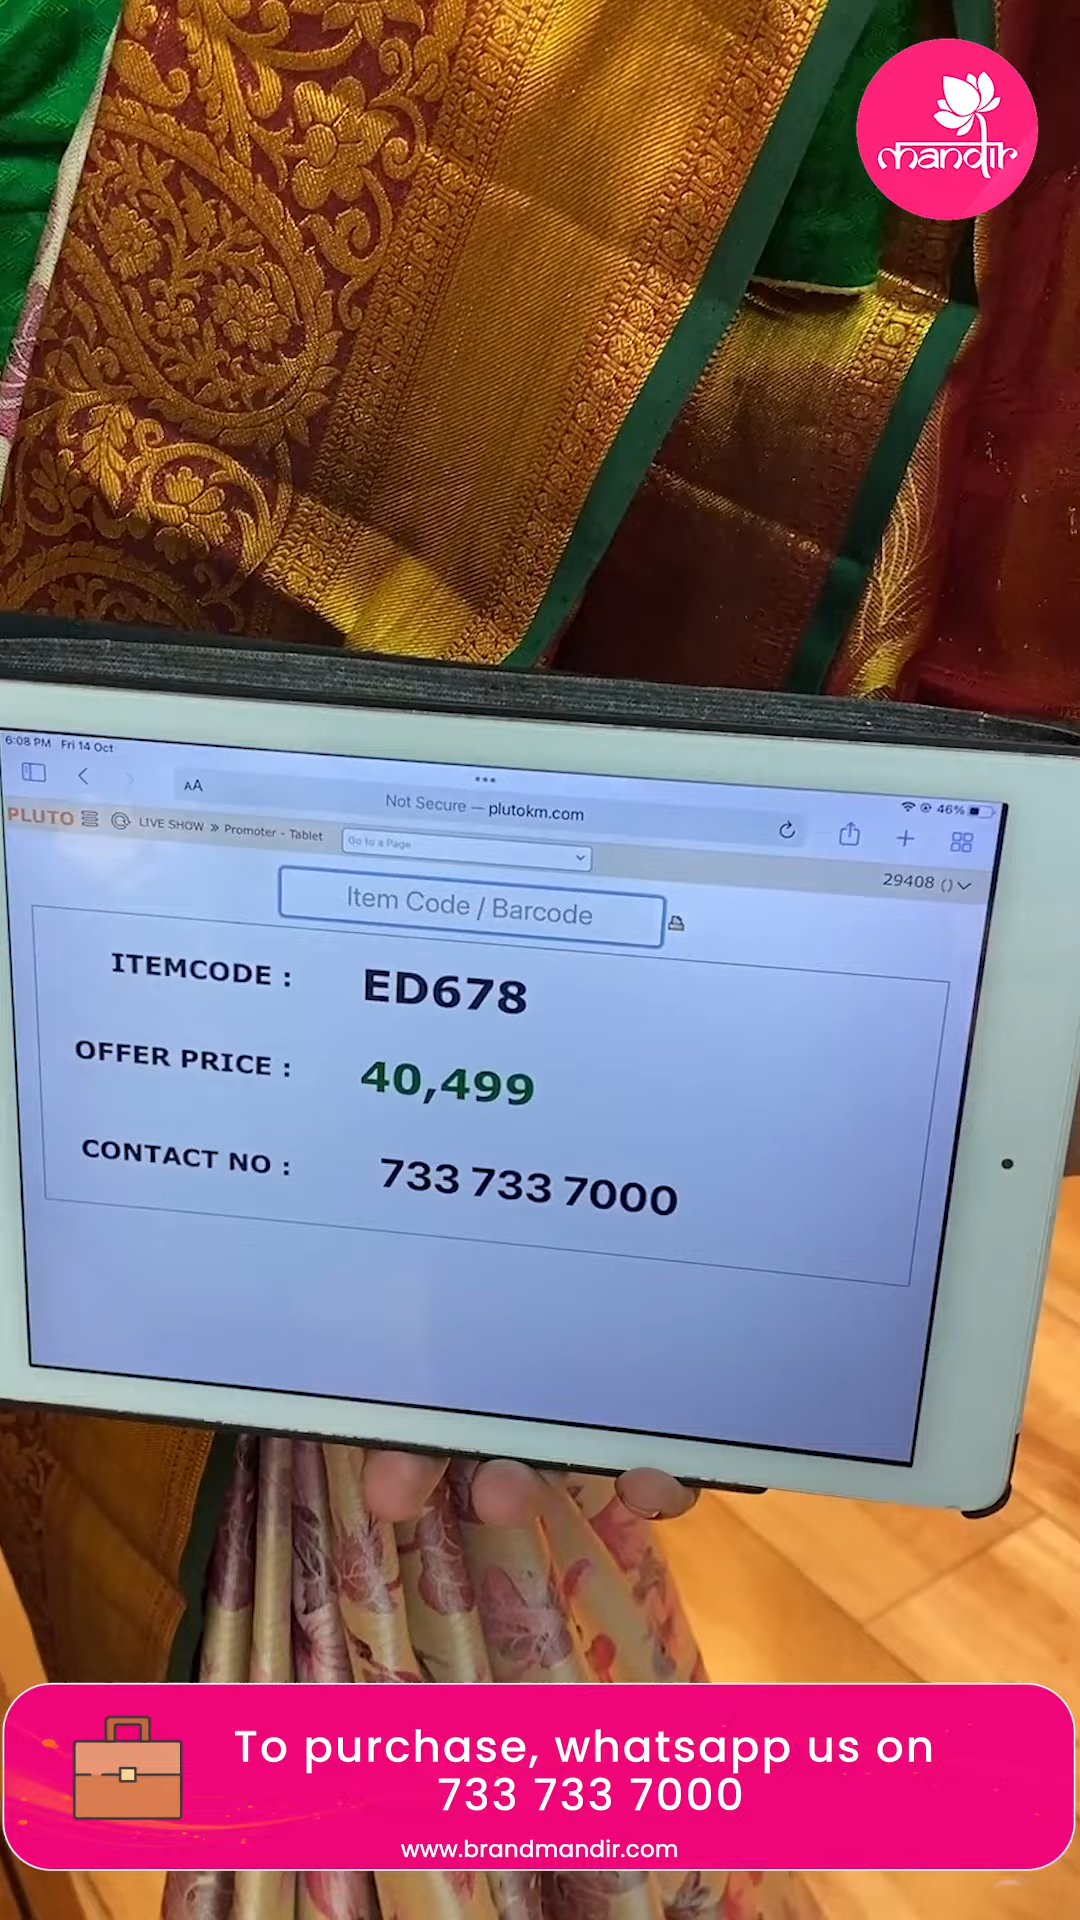 mandir
6:08 PM Fri 14 Oct
46%
AA
Not Secure — plutokm.com
PLUTO
LIVE SHOW » Promoter - Tablet
Go to a Page
29408 ()
Item Code / Barcode
ITEMCODE : ED678
OFFER PRICE : 40,499
CONTACT NO : 733 733 7000
To purchase, whatsapp us on
733 733 7000
www.brandmandir.com